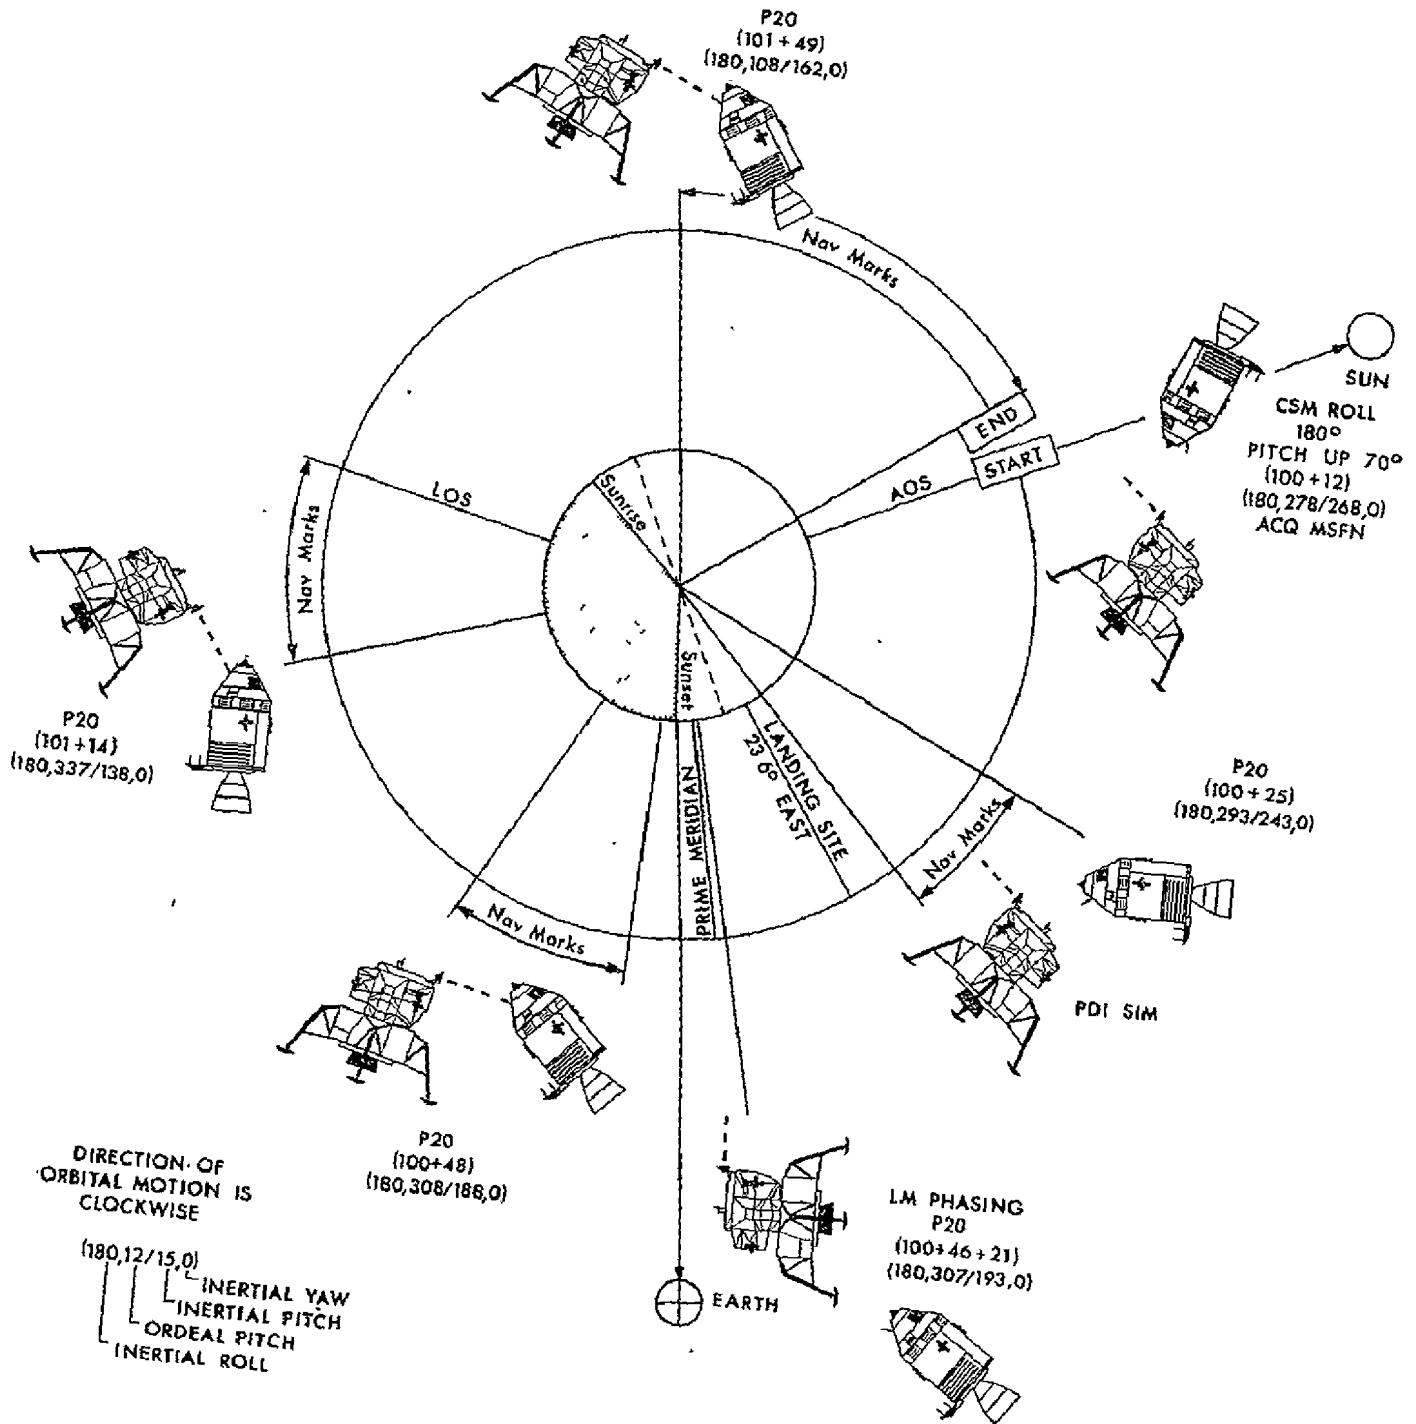 P20
(101 + 49)
(180,108/162,0)
Nav Marks
SUN
CSM ROLL
180°
PITCH UP 70°
(100 + 12)
(180,278/268,0)
ACQ MSFN
END
START
AOS
LOS
Sunrise
Nav Marks
Sunset
P20
(101 + 14)
(180,337/138,0)
LANDING SITE
23 6° EAST
PRIME MERIDIAN
P20
(100 + 25)
(180,293/243,0)
Nav Marks
Nav Marks
PDI SIM
P20
(100+48)
(180,308/188,0)
DIRECTION OF
ORBITAL MOTION IS
CLOCKWISE
LM PHASING
P20
(100+46+21)
(180,307/193,0)
(180,12/15,0)
INERTIAL YAW
INERTIAL PITCH
ORDEAL PITCH
INERTIAL ROLL
EARTH